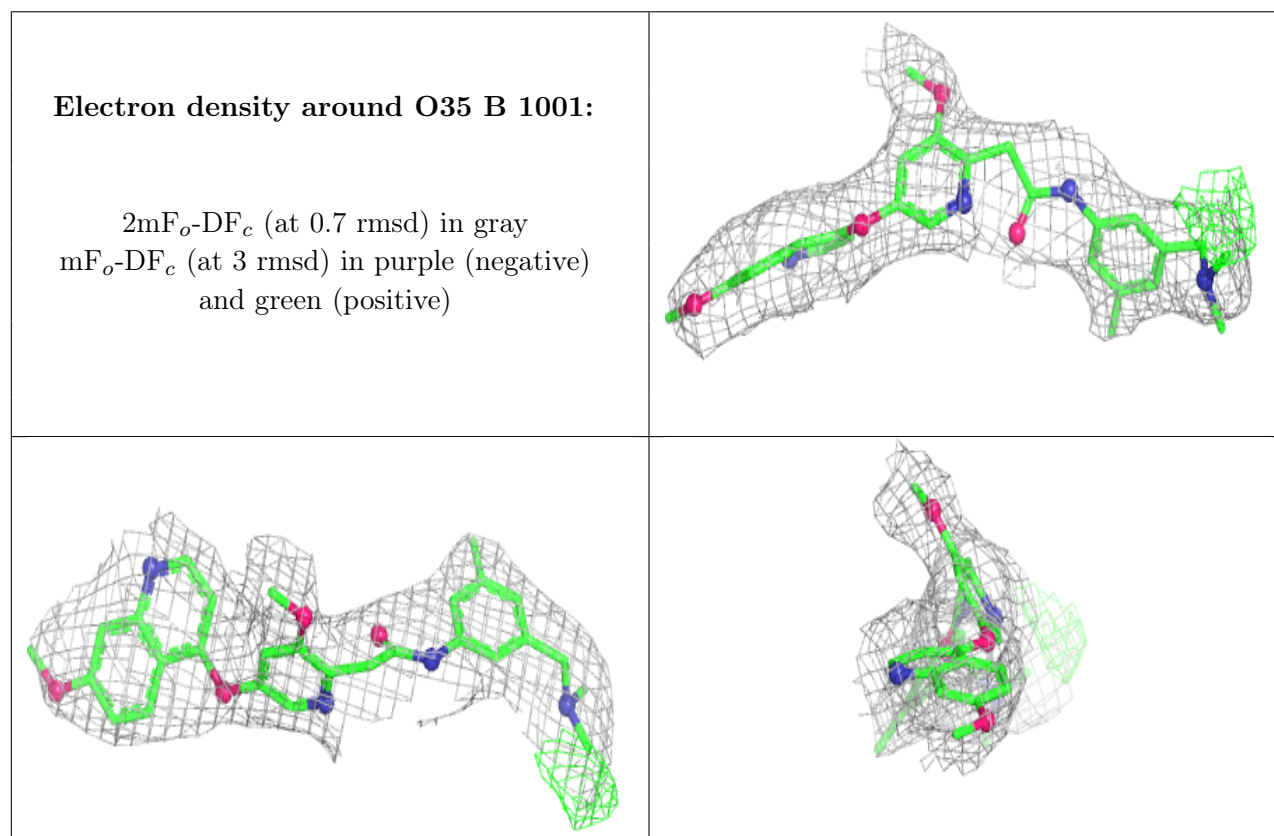 Electron density around O35 B 1001:
2mFo-DFc (at 0.7 rmsd) in gray
mFo-DFc (at 3 rmsd) in purple (negative)
and green (positive)